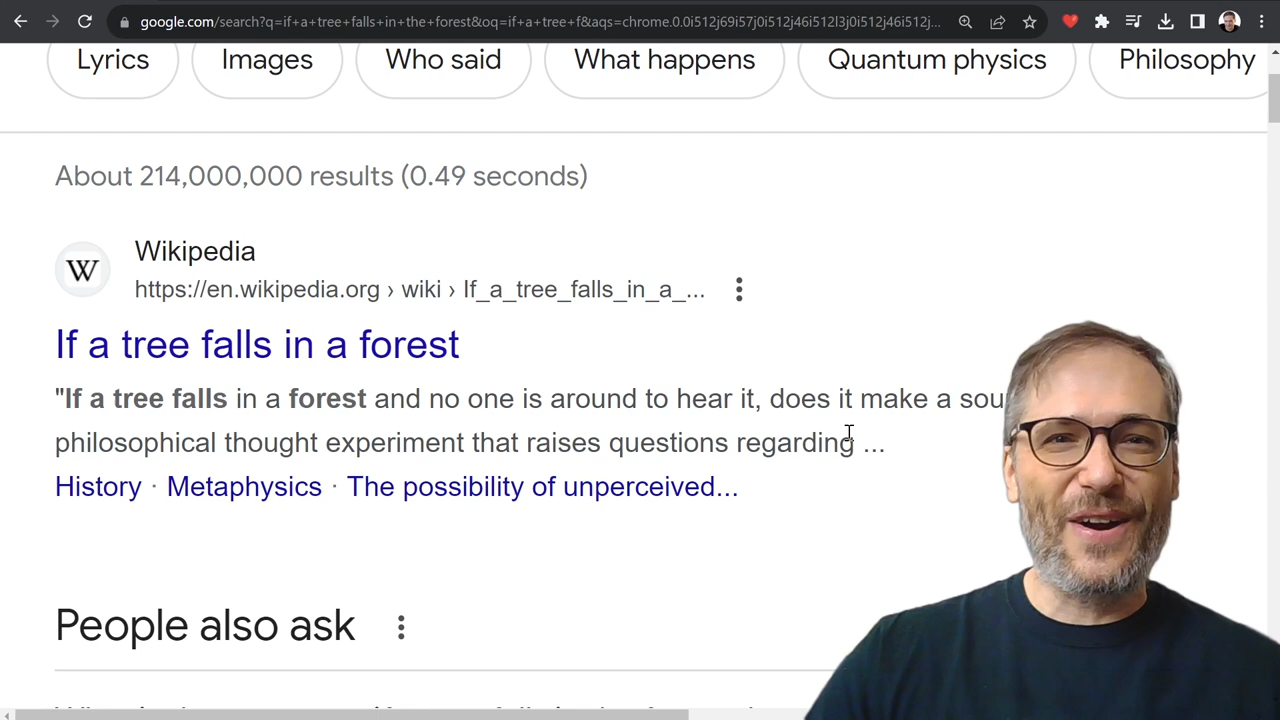 google.com/search?q=if+a+tree+falls+in+the+forest&oq=if+a+tree+f&aqs=chrome.0.0i512j69i57j0i512j46i512l3j0i512j46i512j...
Lyrics
Images
Who said
What happens
Quantum physics
Philosophy
About 214,000,000 results (0.49 seconds)
W
Wikipedia
https://en.wikipedia.org › wiki › If_a_tree_falls_in_a_...
If a tree falls in a forest
"If a tree falls in a forest and no one is around to hear it, does it make a sou
philosophical thought experiment that raises questions regarding ...
History · Metaphysics · The possibility of unperceived...
People also ask